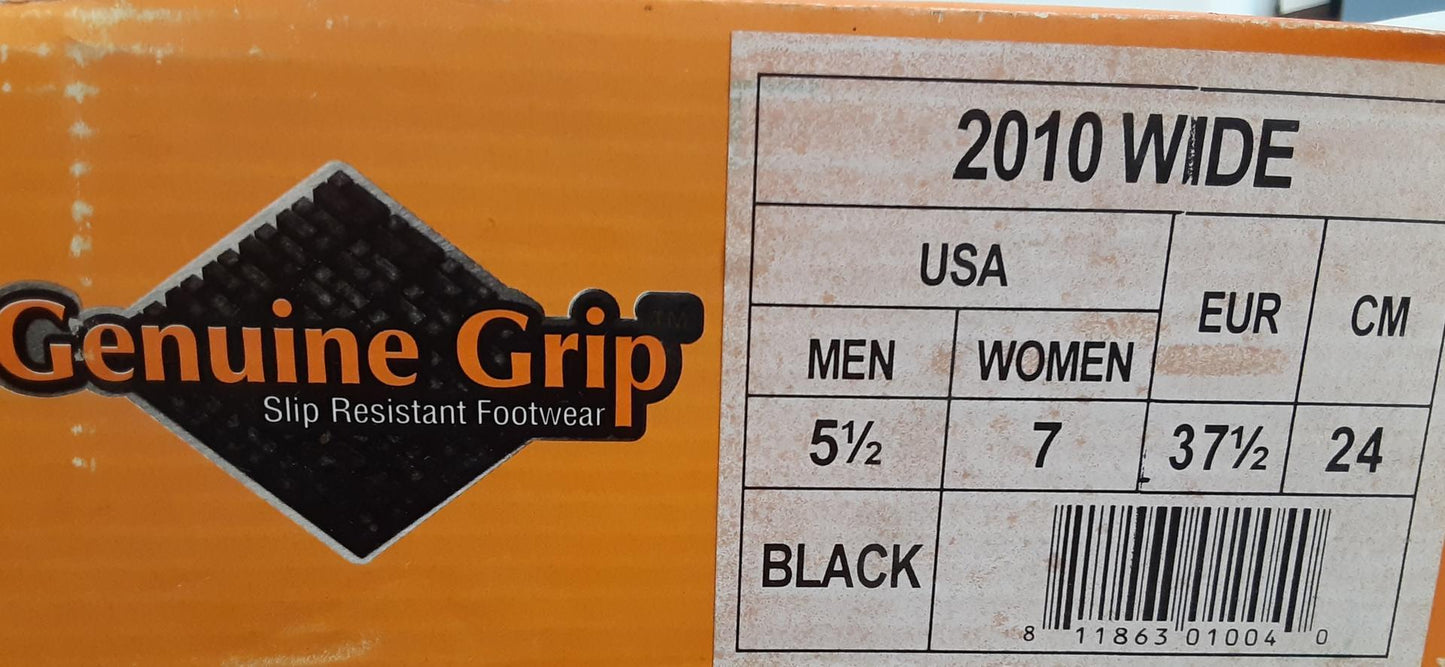 Genuine Grip™
Slip Resistant Footwear
2010 WIDE
USA
EUR
CM
MEN
WOMEN
5½
7
37½
24
BLACK
8 11863 01004 0